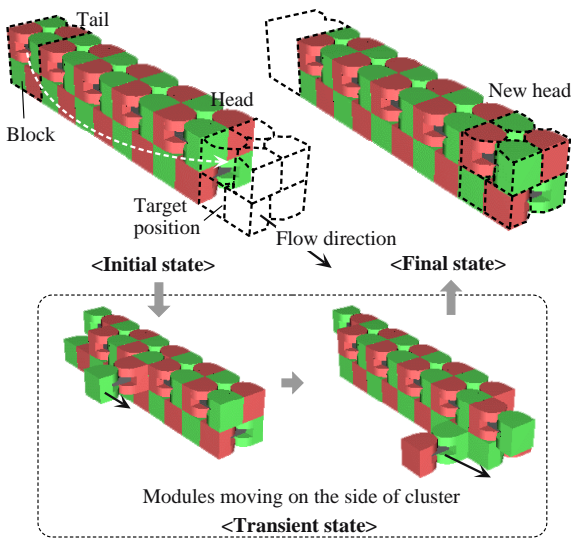 Tail
Head
New head
Block
Target
position
Flow direction
<Initial state>
<Final state>
Modules moving on the side of cluster
<Transient state>